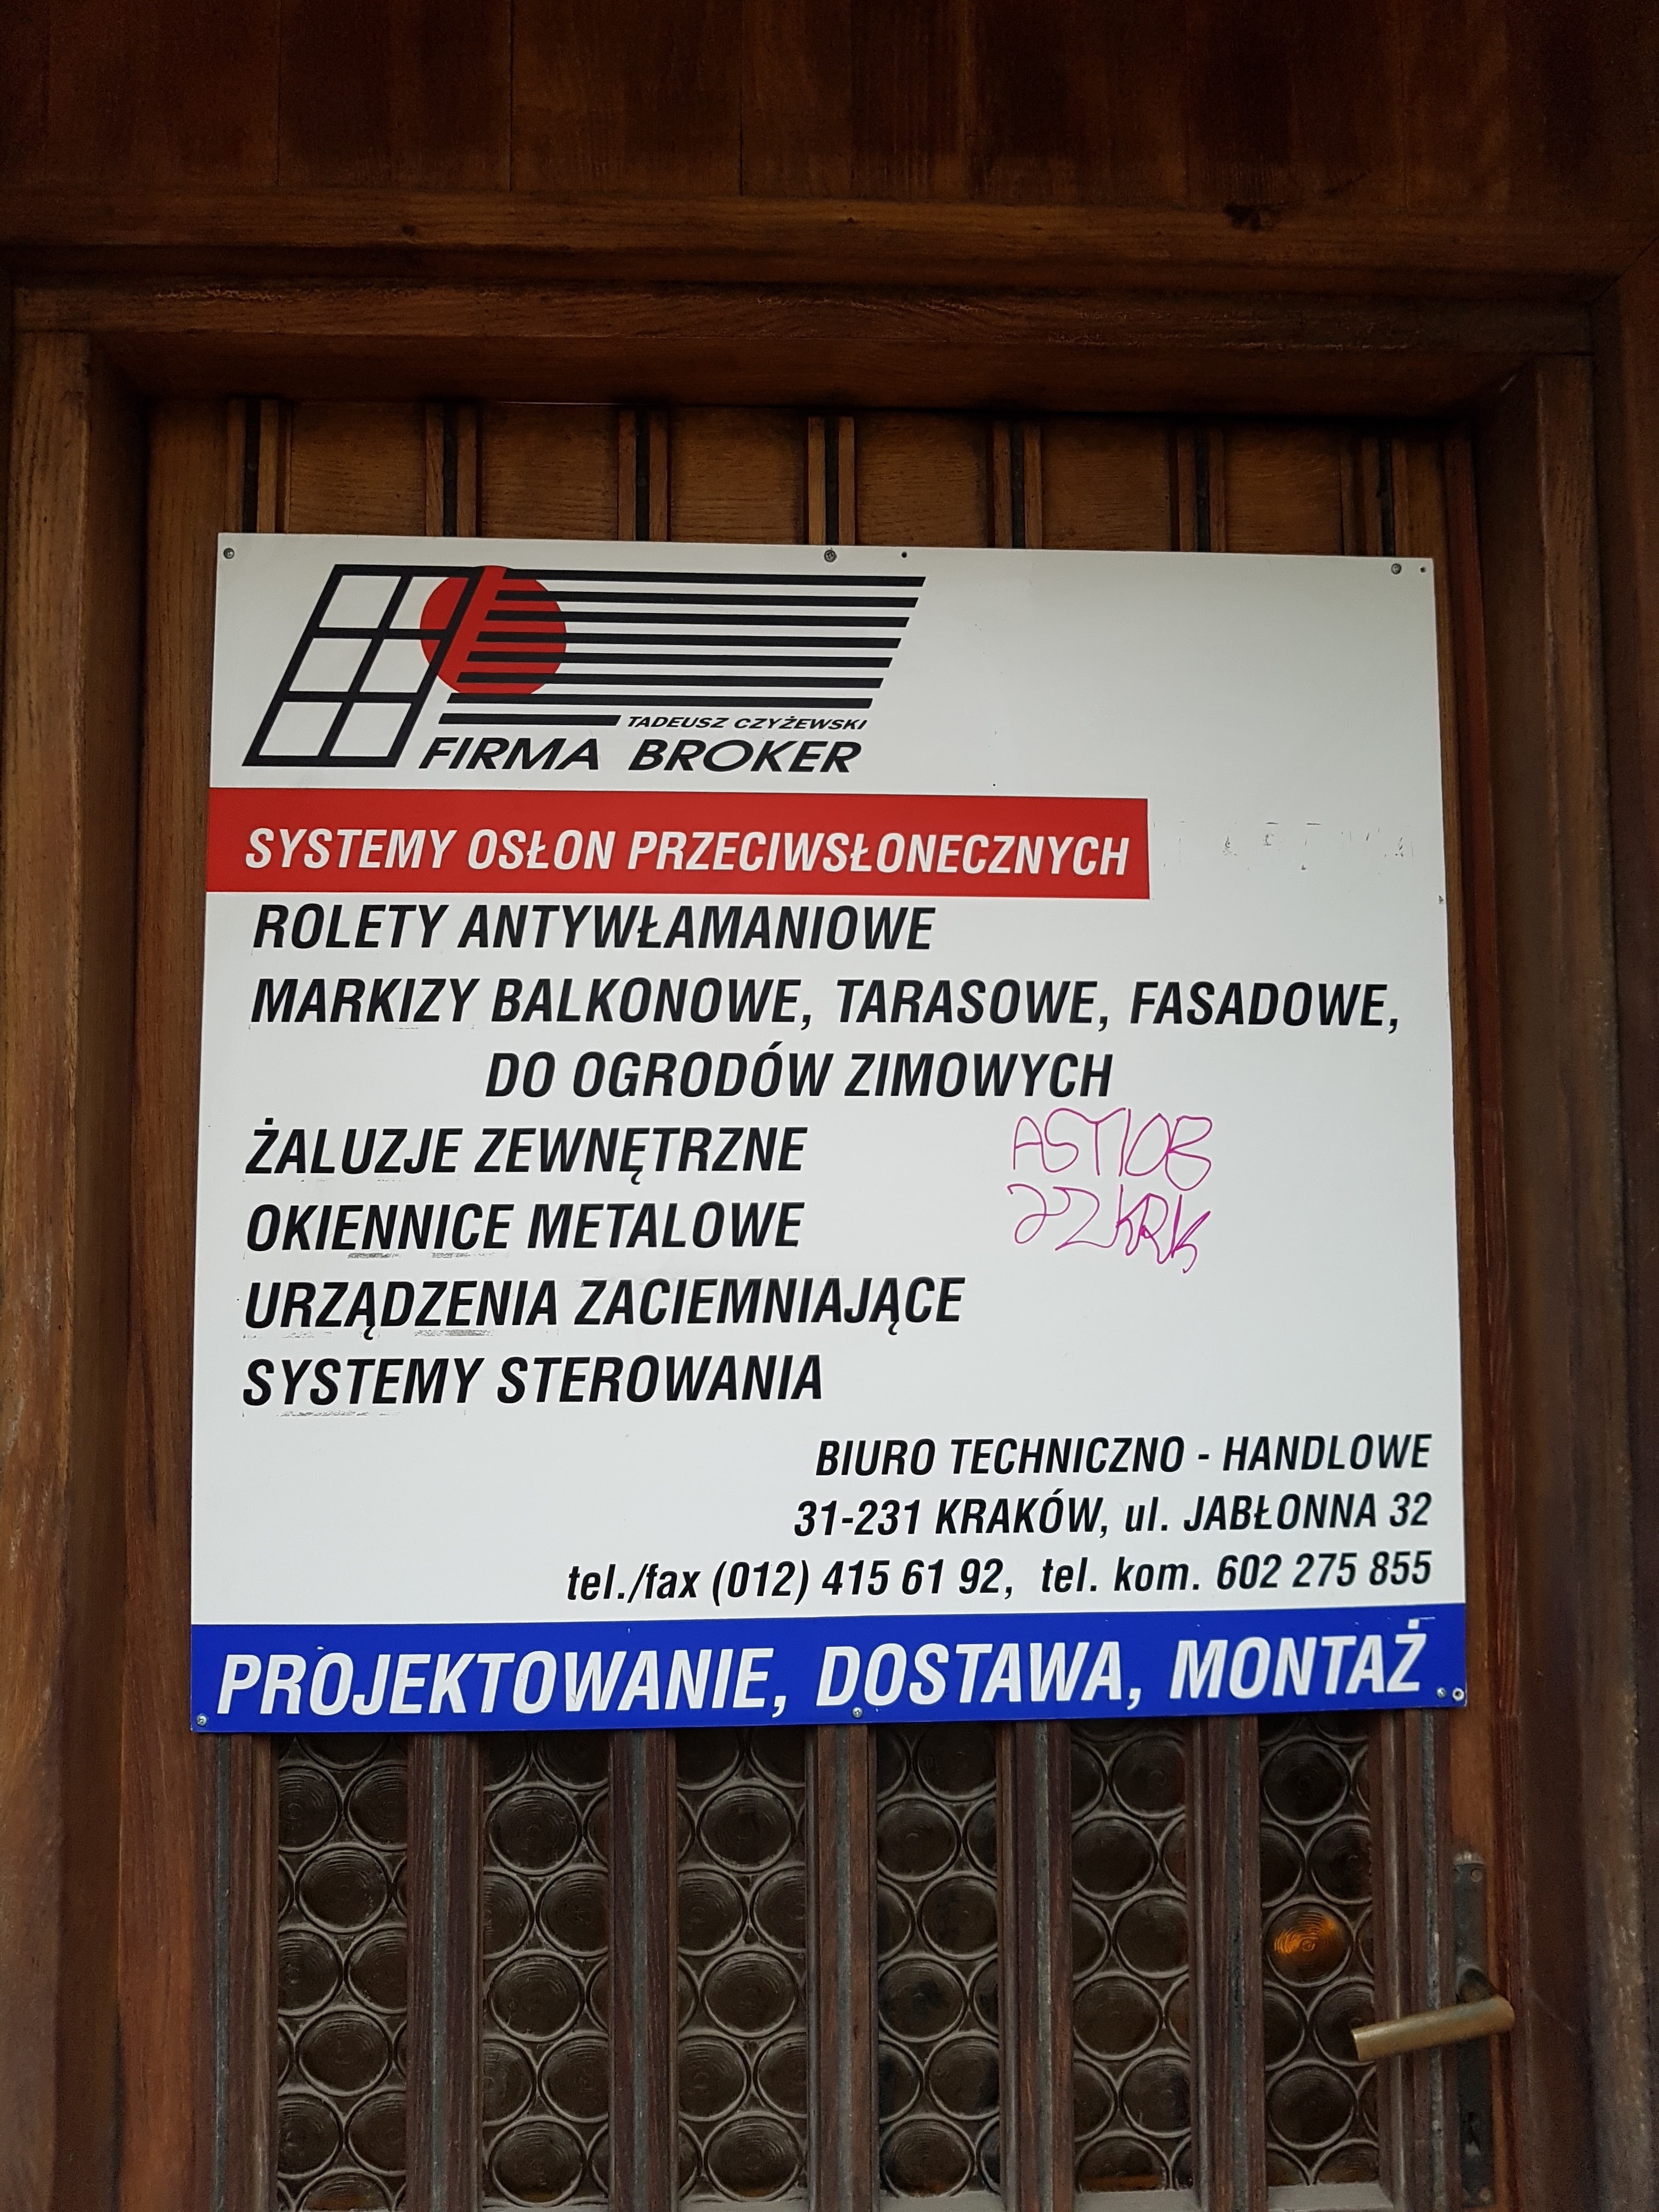 TADEUSZ CZYŻEWSKI
FIRMA BROKER
SYSTEMY OSŁON PRZECIWSŁONECZNYCH
ROLETY ANTYWŁAMANIOWE
MARKIZY BALKONOWE, TARASOWE, FASADOWE,
DO OGRODÓW ZIMOWYCH
ŻALUZJE ZEWNĘTRZNE
OKIENNICE METALOWE
URZĄDZENIA ZACIEMNIAJĄCE
SYSTEMY STEROWANIA
BIURO TECHNICZNO - HANDLOWE
31-231 KRAKÓW, ul. JABŁONNA 32
tel./fax (012) 415 61 92, tel. kom. 602 275 855
PROJEKTOWANIE, DOSTAWA, MONTAŻ